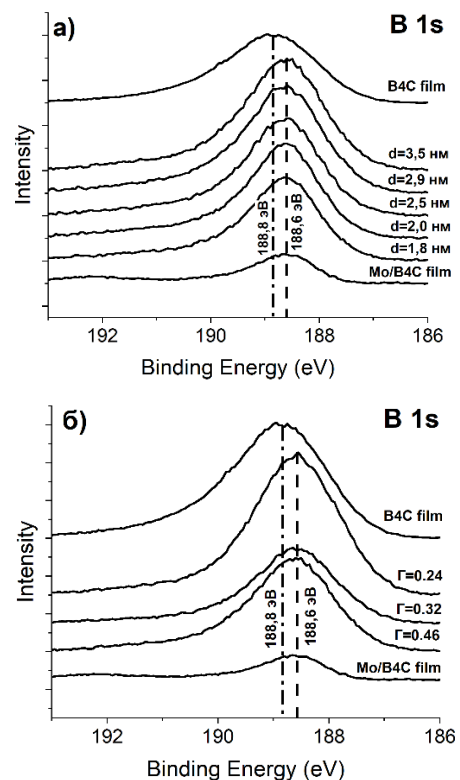 а)
B 1s
B4C film
d=3,5 нм
d=2,9 нм
d=2,5 нм
d=2,0 нм
d=1,8 нм
Mo/B4C film
188,8 эВ
188,6 эВ
Intensity
192
190
188
186
Binding Energy (eV)
б)
B 1s
B4C film
Γ=0.24
Γ=0.32
Γ=0.46
Mo/B4C film
188,8 эВ
188,6 эВ
Intensity
192
190
188
186
Binding Energy (eV)